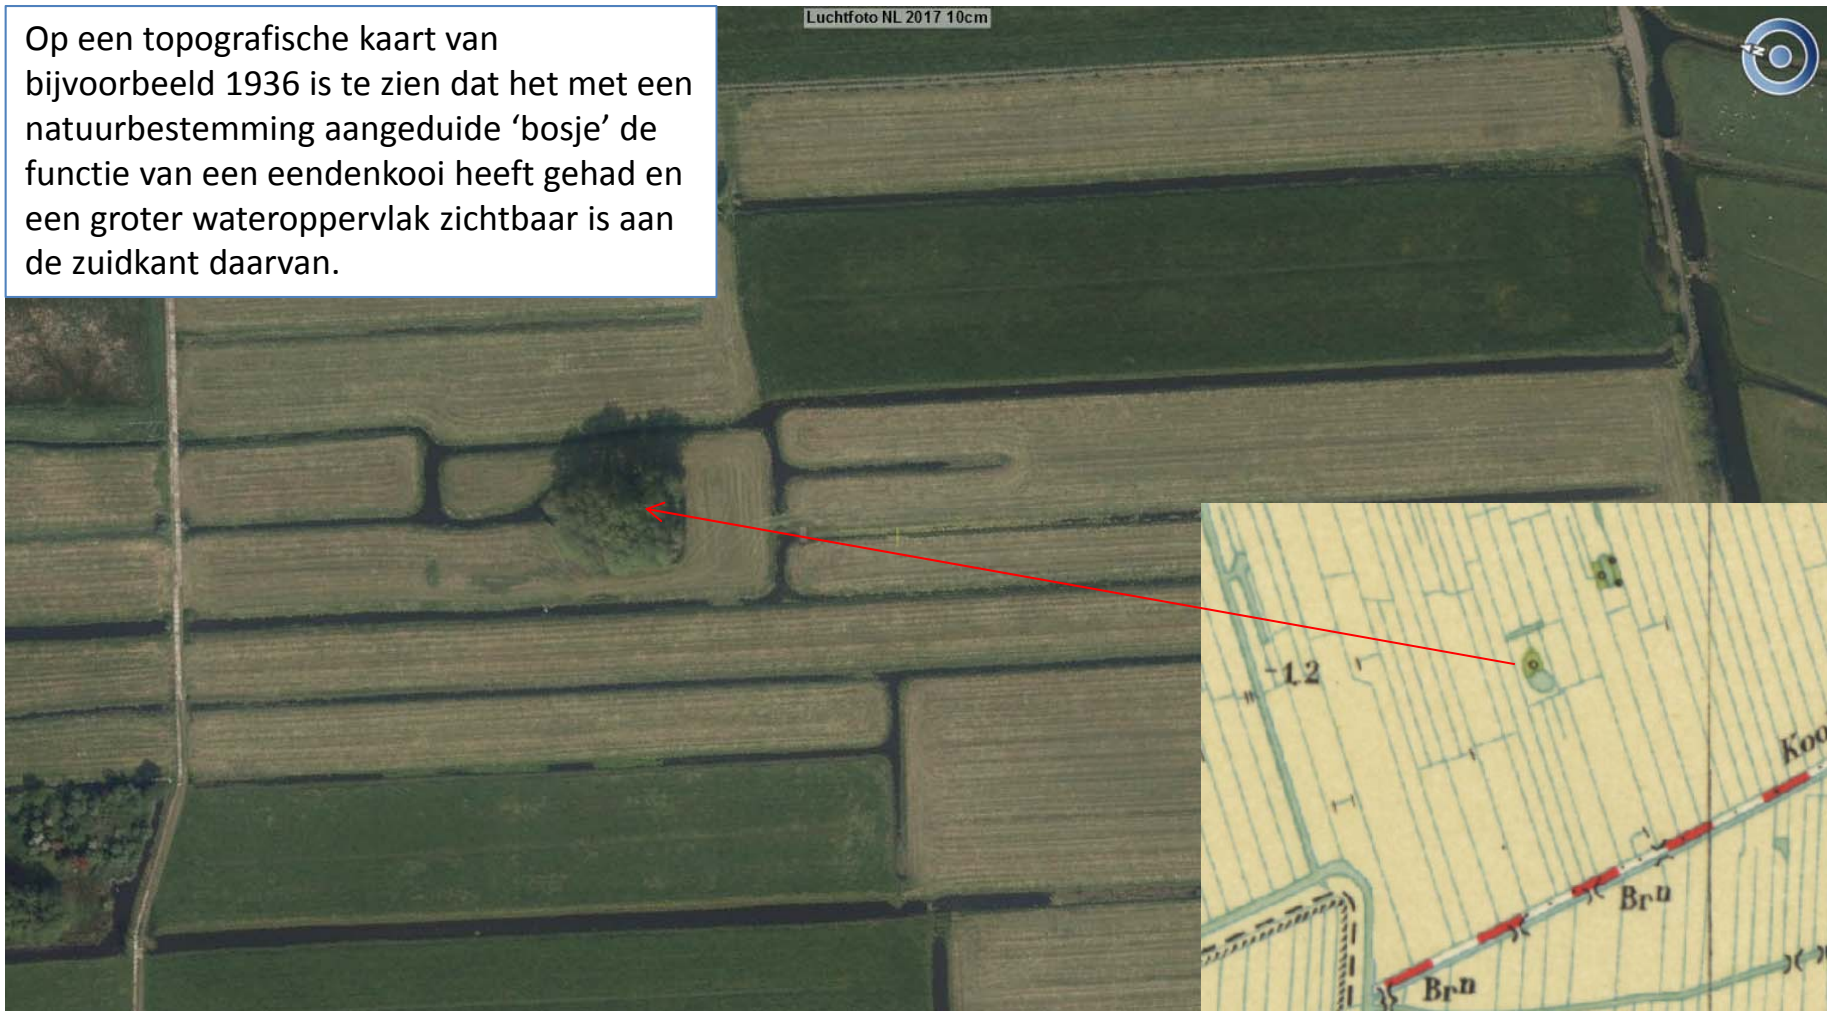 Luchtfoto NL 2017 10cm
Op een topografische kaart van
bijvoorbeeld 1936 is te zien dat het met een
natuurbestemming aangeduide ‘bosje’ de
functie van een eendenkooi heeft gehad en
een groter wateroppervlak zichtbaar is aan
de zuidkant daarvan.
N
-1.2
Koo
Brn
Brn